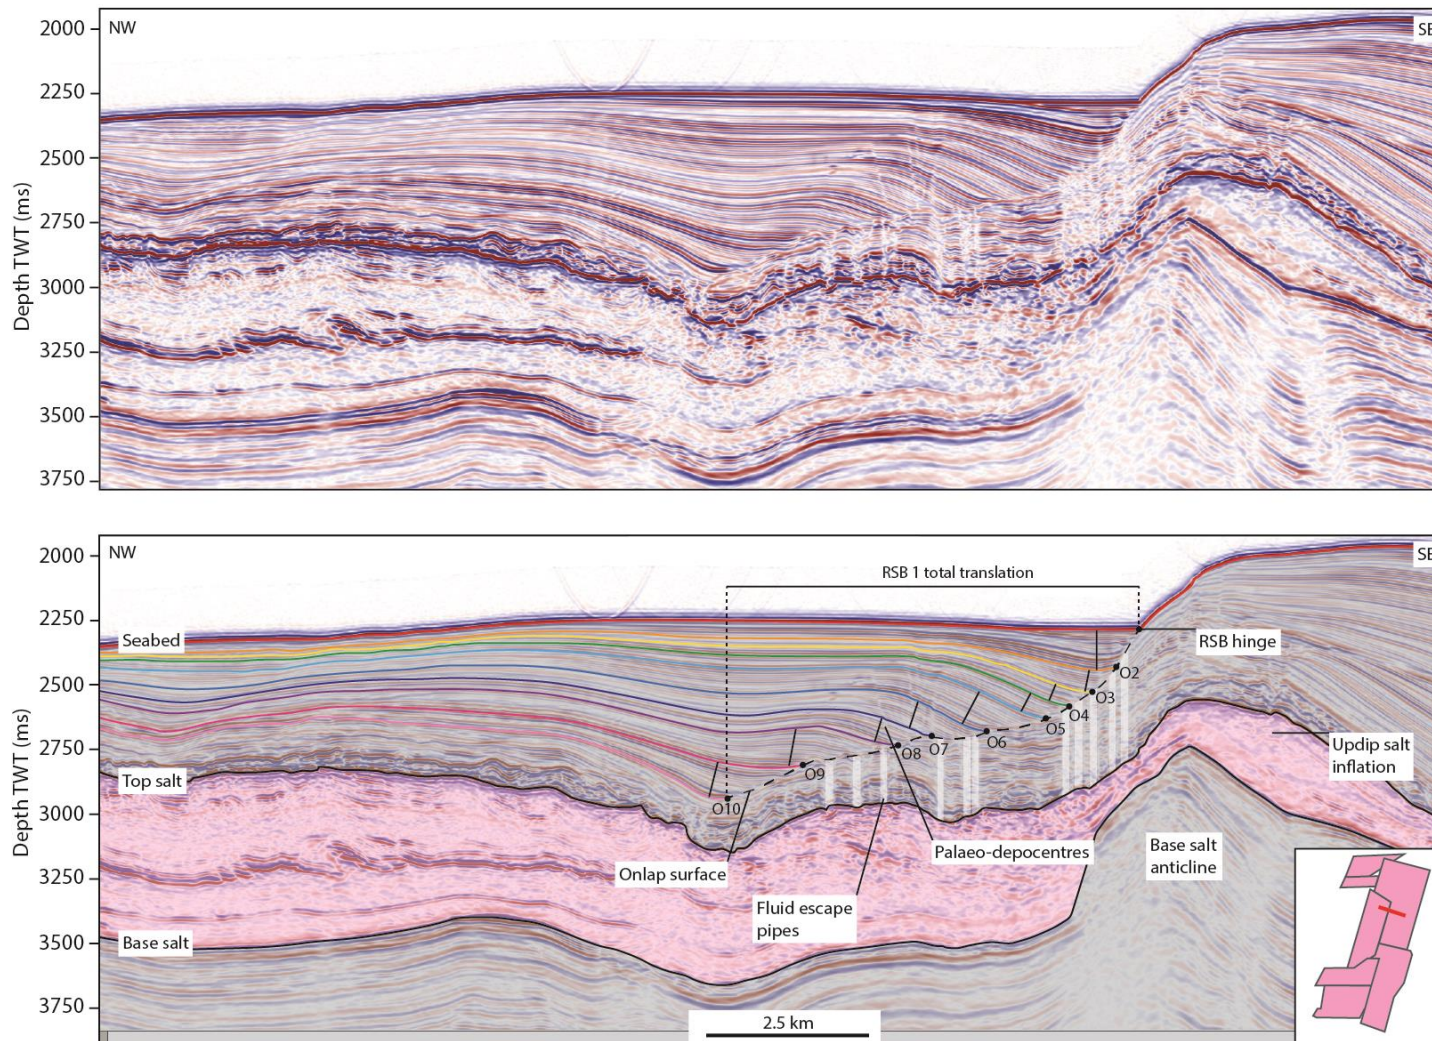 NW
SE
2000
2250
2500
2750
3000
3250
3500
3750
Depth TWT (ms)
NW
SE
2000
2250
2500
2750
3000
3250
3500
3750
Depth TWT (ms)
RSB 1 total translation
Seabed
RSB hinge
O2
O3
O4
O5
O6
O7
O8
O9
O10
Updip salt
inflation
Top salt
Palaeo-depocentres
Base salt
anticline
Onlap surface
Fluid escape
pipes
Base salt
2.5 km